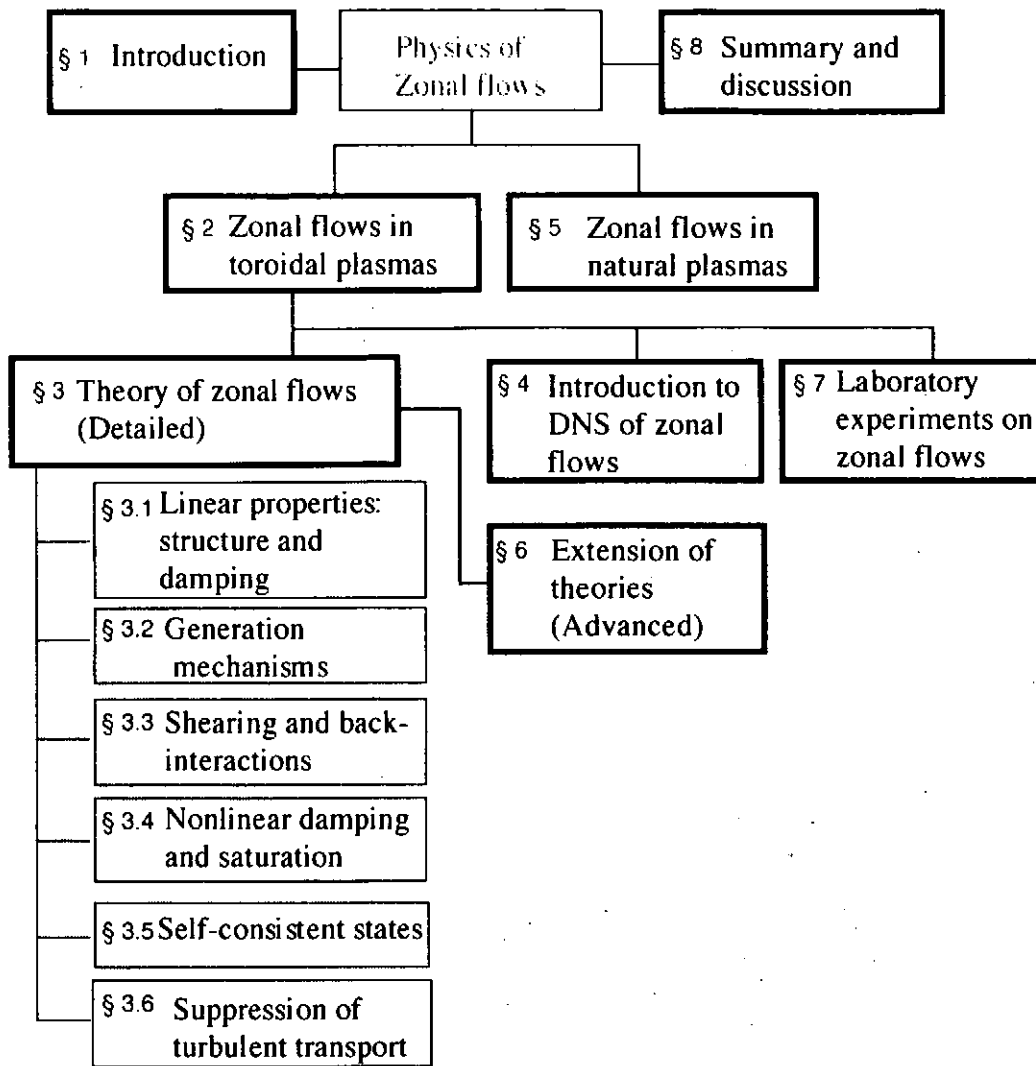 § 1 Introduction
Physics of
Zonal flows
§ 8 Summary and
discussion
§ 2 Zonal flows in
toroidal plasmas
§ 5 Zonal flows in
natural plasmas
§ 3 Theory of zonal flows
(Detailed)
§ 4 Introduction to
DNS of zonal
flows
§ 7 Laboratory
experiments on
zonal flows
§ 3.1 Linear properties:
structure and
damping
§ 6 Extension of
theories
(Advanced)
§ 3.2 Generation
mechanisms
§ 3.3 Shearing and back-
interactions
§ 3.4 Nonlinear damping
and saturation
§ 3.5 Self-consistent states
§ 3.6 Suppression of
turbulent transport